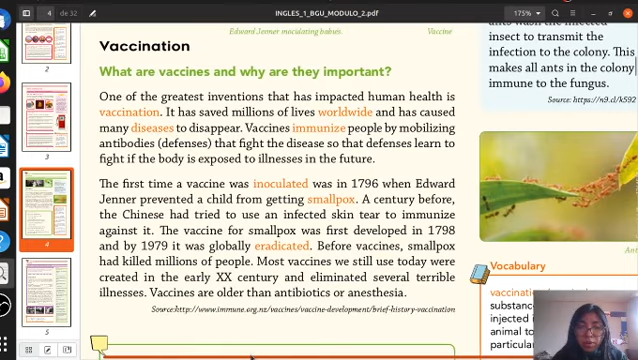 4
de 32
INGLES_1_BGU_MODULO_2.pdf
175%
Edward Jenner inoculating babies.
Vaccine
Vaccination
What are vaccines and why are they important?
One of the greatest inventions that has impacted human health is
vaccination. It has saved millions of lives worldwide and has caused
many diseases to disappear. Vaccines immunize people by mobilizing
antibodies (defenses) that fight the disease so that defenses learn to
fight if the body is exposed to illnesses in the future.
The first time a vaccine was inoculated was in 1796 when Edward
Jenner prevented a child from getting smallpox. A century before,
the Chinese had tried to use an infected skin tear to immunize
against it. The vaccine for smallpox was first developed in 1798
and by 1979 it was globally eradicated. Before vaccines, smallpox
had killed millions of people. Most vaccines we still use today were
created in the early XX century and eliminated several terrible
illnesses. Vaccines are older than antibiotics or anesthesia.
Source:http://www.immune.org.nz/vaccines/vaccine-development/brief-history-vaccination
ants wash the infected
insect to transmit the
infection to the colony. This
makes all ants in the colony
immune to the fungus.
Source: https://n9.cl/k592
Ant
Vocabulary
vaccination
substance
injected i
animal to
particular
2
3
4
5